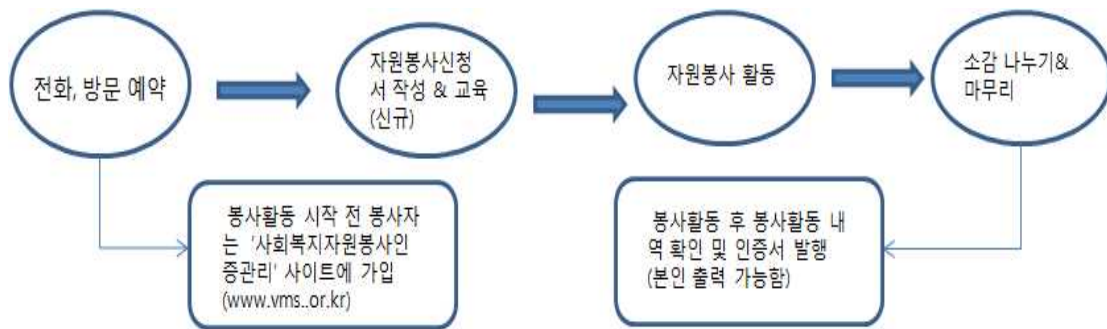 전화, 방문 예약
자원봉사신청
서 작성 & 교육
(신규)
자원봉사 활동
소감 나누기&
마무리
봉사활동 시작 전 봉사자
는 '사회복지자원봉사인
증관리' 사이트에 가입
(www.vms..or.kr)
봉사활동 후 봉사활동 내
역 확인 및 인증서 발행
(본인 출력 가능함)